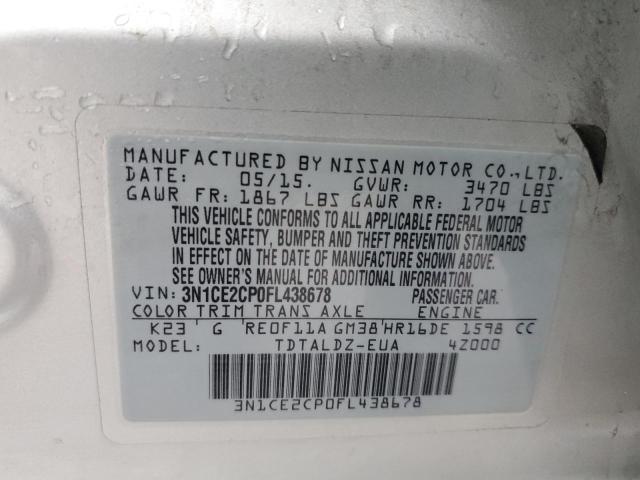 MANUFACTURED BY NISSAN MOTOR CO.,LTD.
DATE: 05/15. GVWR: 3470 LBS
GAWR FR: 1867 LBS GAWR RR: 1704 LBS
THIS VEHICLE CONFORMS TO ALL APPLICABLE FEDERAL MOTOR
VEHICLE SAFETY, BUMPER AND THEFT PREVENTION STANDARDS
IN EFFECT ON THE DATE OF MANUFACTURE SHOWN ABOVE.
SEE OWNER'S MANUAL FOR ADDITIONAL INFORMATION.
VIN: 3N1CE2CP0FL438678 PASSENGER CAR.
COLOR TRIM TRANS AXLE ENGINE
K23 ' G 'RE0F11A GM38'HR16DE 1598 CC
MODEL: TDTALDZ-EUA 4Z000
3N1CE2CP0FL438678